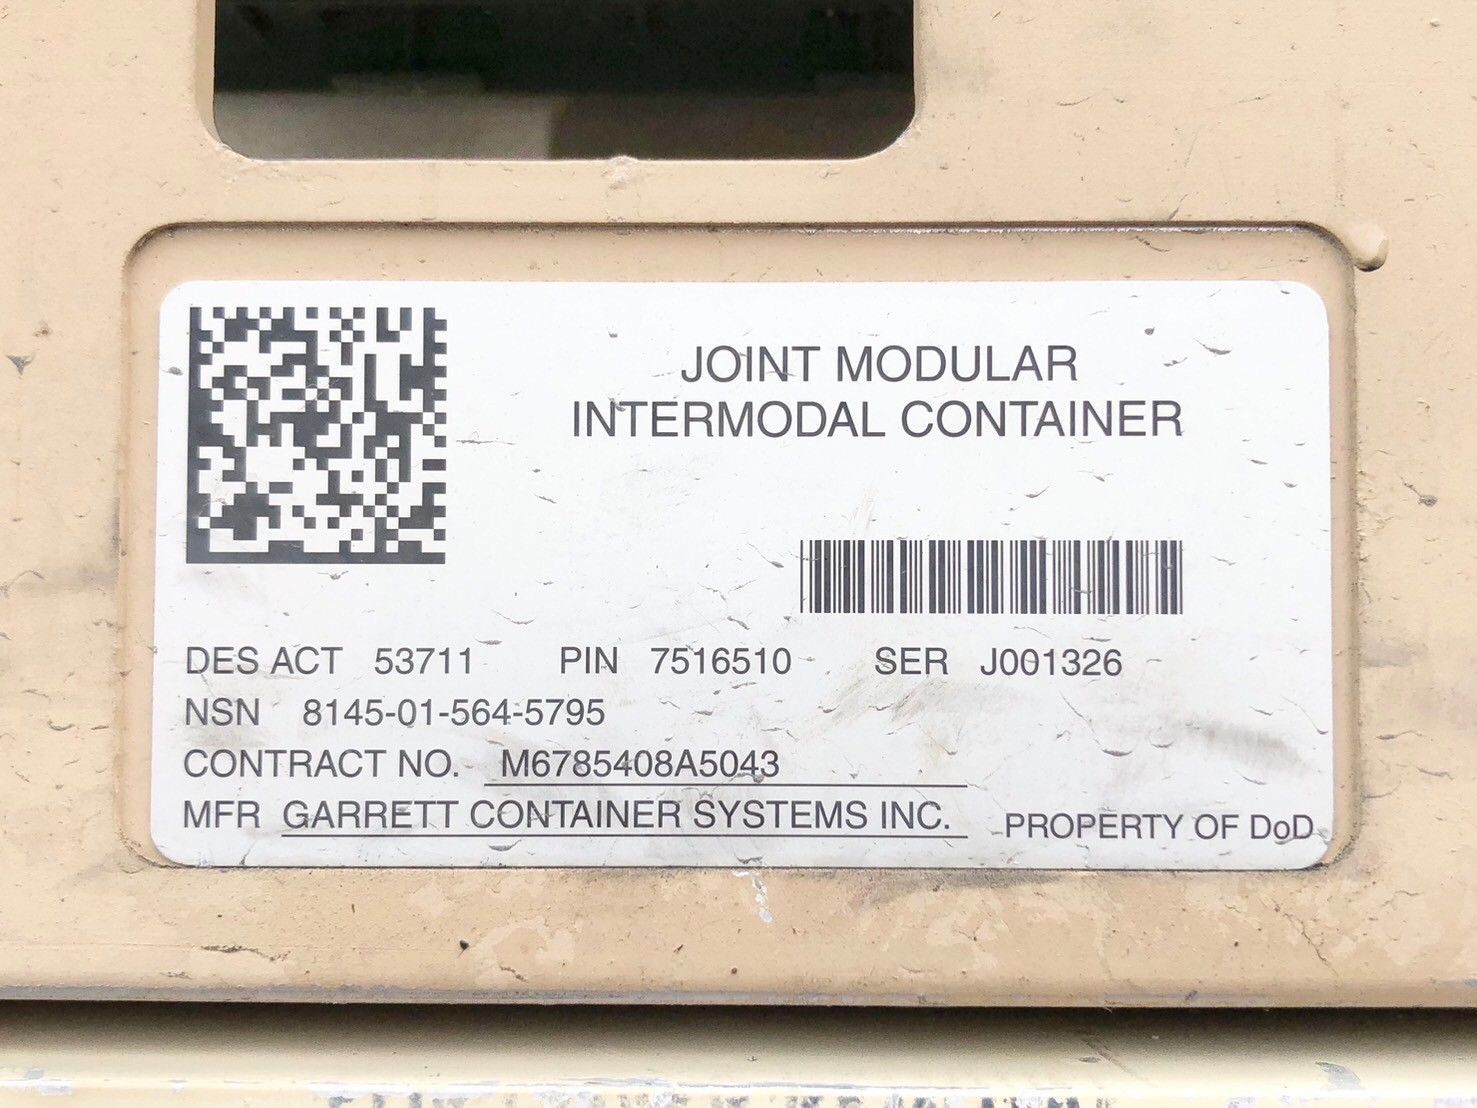 JOINT MODULAR
INTERMODAL CONTAINER
DES ACT 53711 PIN 7516510 SER J001326
NSN 8145-01-564-5795
CONTRACT NO. M6785408A5043
MFR GARRETT CONTAINER SYSTEMS INC. PROPERTY OF DoD